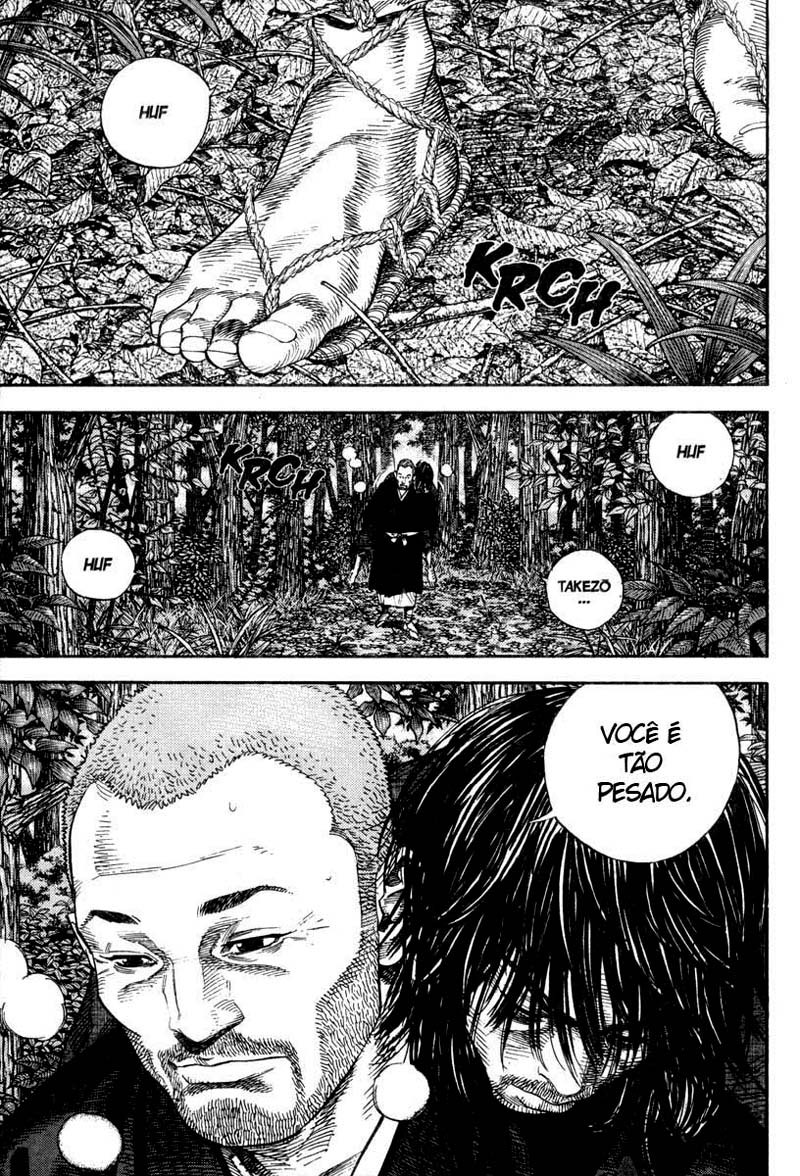 HUF
KRCH
HUF
KRCH
HUF
TAKEZŌ
...
VOCÊ É
TÃO
PESADO.